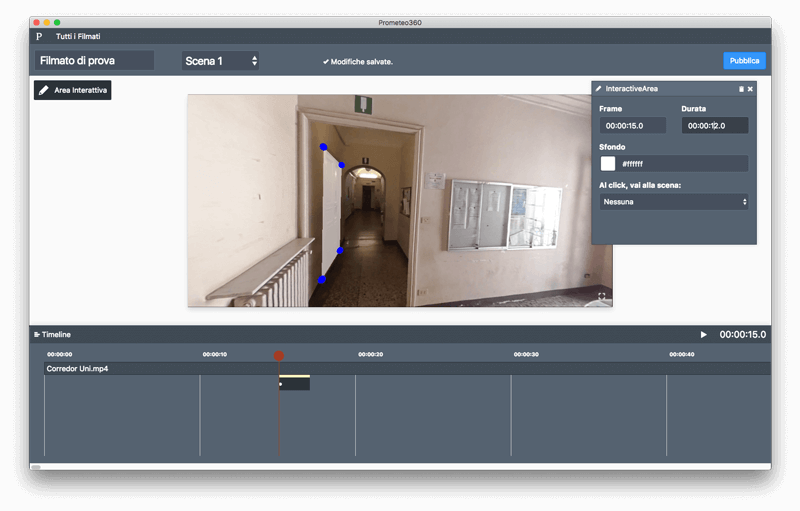 Prometeo360
P Tutti i Filmati
Filmato di prova
Scena 1
✔ Modifiche salvate.
Pubblica
Area Interattiva
InteractiveArea
Frame Durata
00:00:15.0 00:00:12.0
Sfondo
#ffffff
Al click, vai alla scena:
Nessuna
Timeline
00:00:15.0
00:00:00 00:00:10 00:00:20 00:00:30 00:00:40
Corridor Uni.mp4